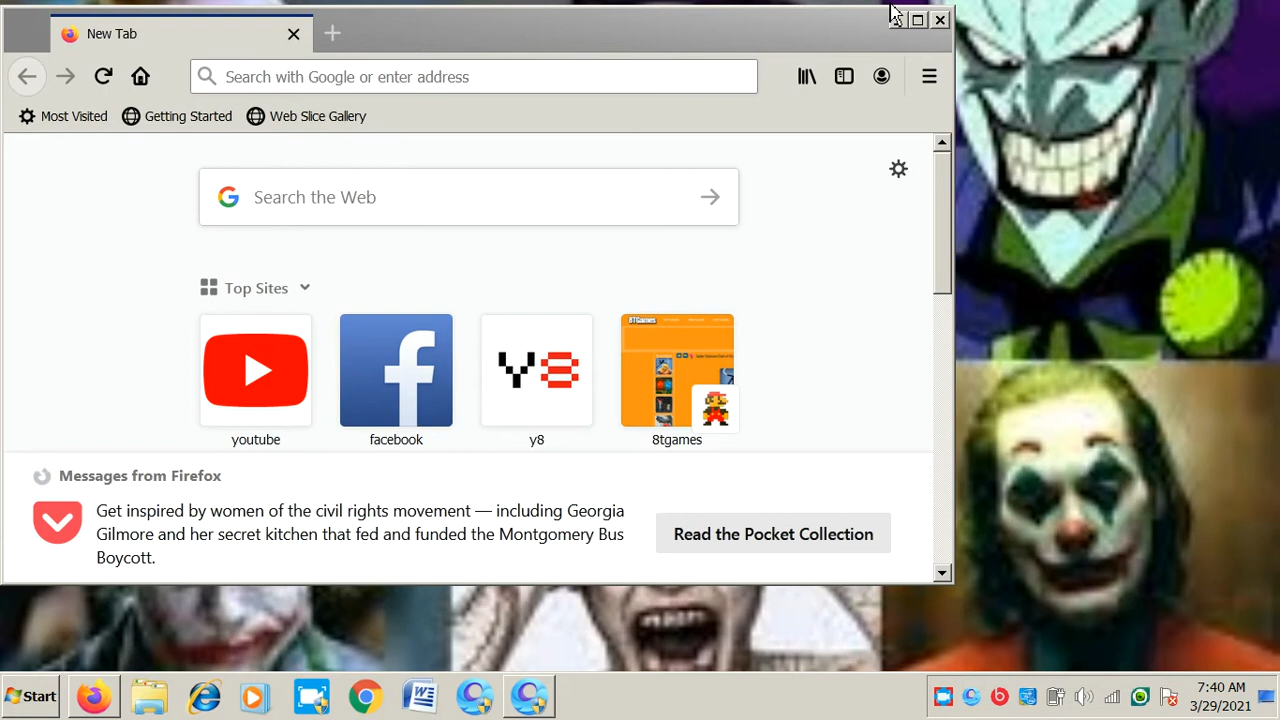 New Tab
Search with Google or enter address
Most Visited
Getting Started
Web Slice Gallery
Search the Web
Top Sites
Y8
8TGames
youtube
facebook
y8
8tgames
Messages from Firefox
Get inspired by women of the civil rights movement — including Georgia
Gilmore and her secret kitchen that fed and funded the Montgomery Bus
Boycott.
Read the Pocket Collection
Start
7:40 AM
3/29/2021